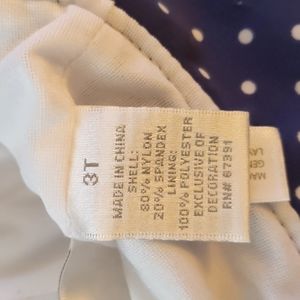 3T
MADE IN CHINA
SHELL:
80% NYLON
20% SPANDEX
LINING:
100% POLYESTER
EXCLUSIVE OF
DECORATION
RN# 67391